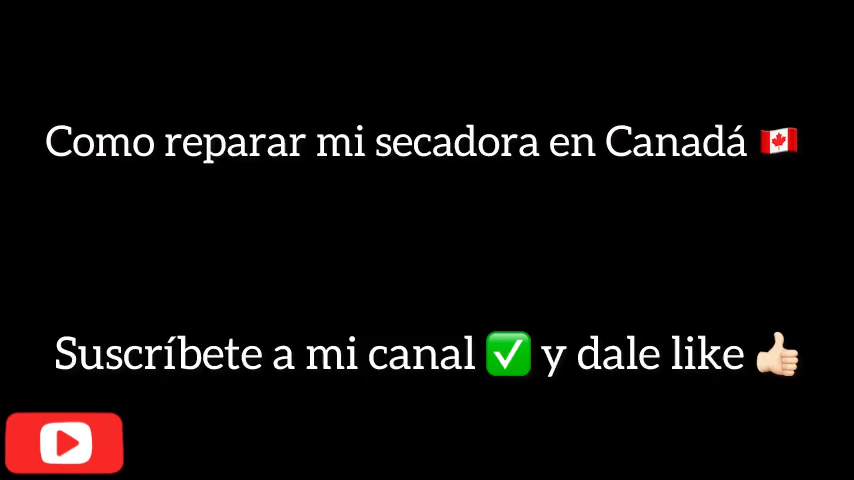 Como reparar mi secadora en Canadá 🇨🇦
Suscríbete a mi canal ✅ y dale like 👍🏻